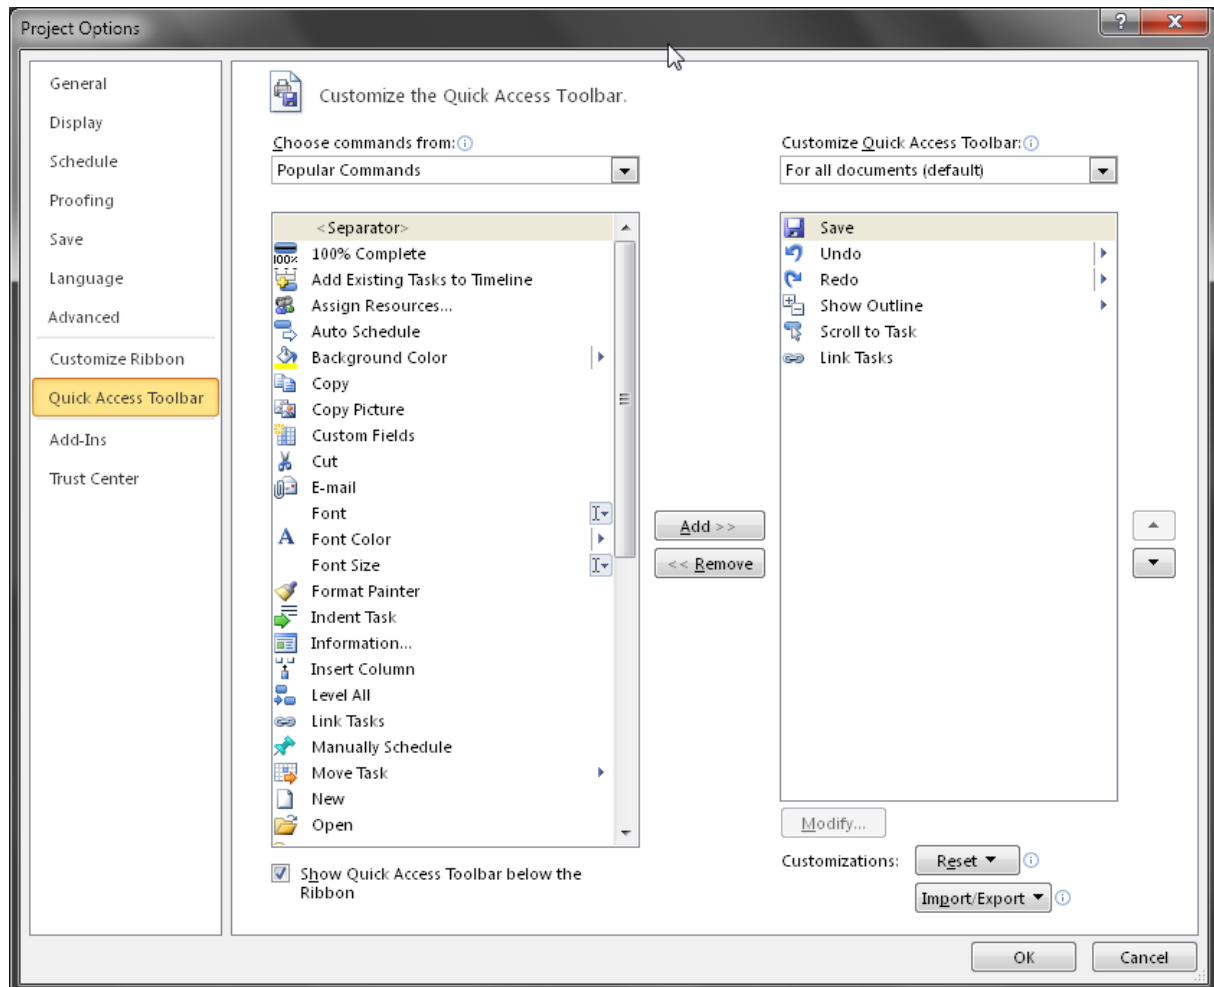 Project Options
?
X
General
Display
Schedule
Proofing
Save
Language
Advanced
Customize Ribbon
Quick Access Toolbar
Add-Ins
Trust Center
Customize the Quick Access Toolbar.
Choose commands from:
Popular Commands
<Separator>
100% Complete
Add Existing Tasks to Timeline
Assign Resources...
Auto Schedule
Background Color
Copy
Copy Picture
Custom Fields
Cut
E-mail
Font
Font Color
Font Size
Format Painter
Indent Task
Information...
Insert Column
Level All
Link Tasks
Manually Schedule
Move Task
New
Open
Show Quick Access Toolbar below the
Ribbon
Add >>
<< Remove
Customize Quick Access Toolbar:
For all documents (default)
Save
Undo
Redo
Show Outline
Scroll to Task
Link Tasks
Modify...
Customizations:
Reset
Import/Export
OK
Cancel